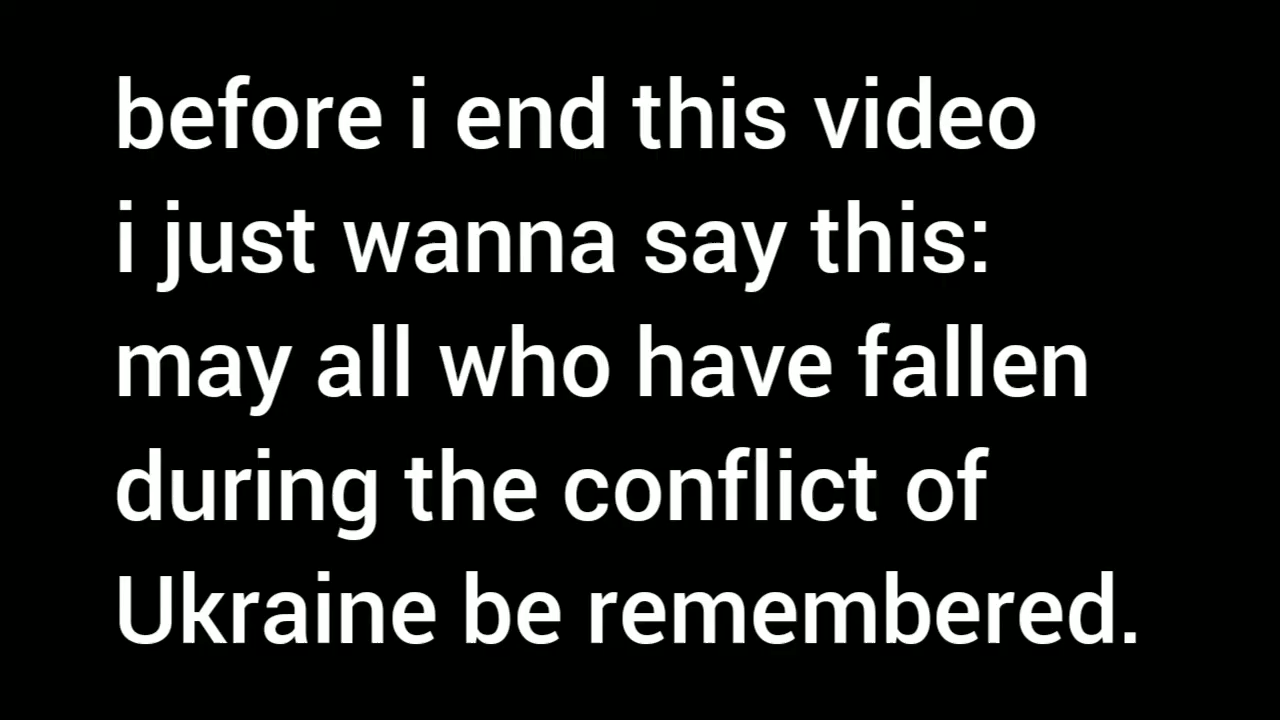 before i end this video
i just wanna say this:
may all who have fallen
during the conflict of
Ukraine be remembered.